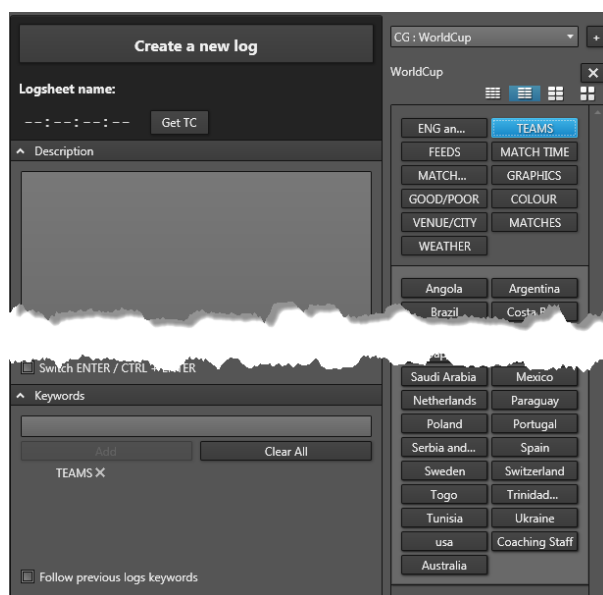 Create a new log
Logsheet name:
--:--:--:--
Get TC
Description
Switch ENTER / CTRL + ENTER
Keywords
Add
Clear All
TEAMS ×
Follow previous logs keywords
CG : WorldCup
+
WorldCup
×
ENG an...
TEAMS
FEEDS
MATCH TIME
MATCH...
GRAPHICS
GOOD/POOR
COLOUR
VENUE/CITY
MATCHES
WEATHER
Angola
Argentina
Brazil
Costa
Saudi Arabia
Mexico
Netherlands
Paraguay
Poland
Portugal
Serbia and...
Spain
Sweden
Switzerland
Togo
Trinidad...
Tunisia
Ukraine
usa
Coaching Staff
Australia